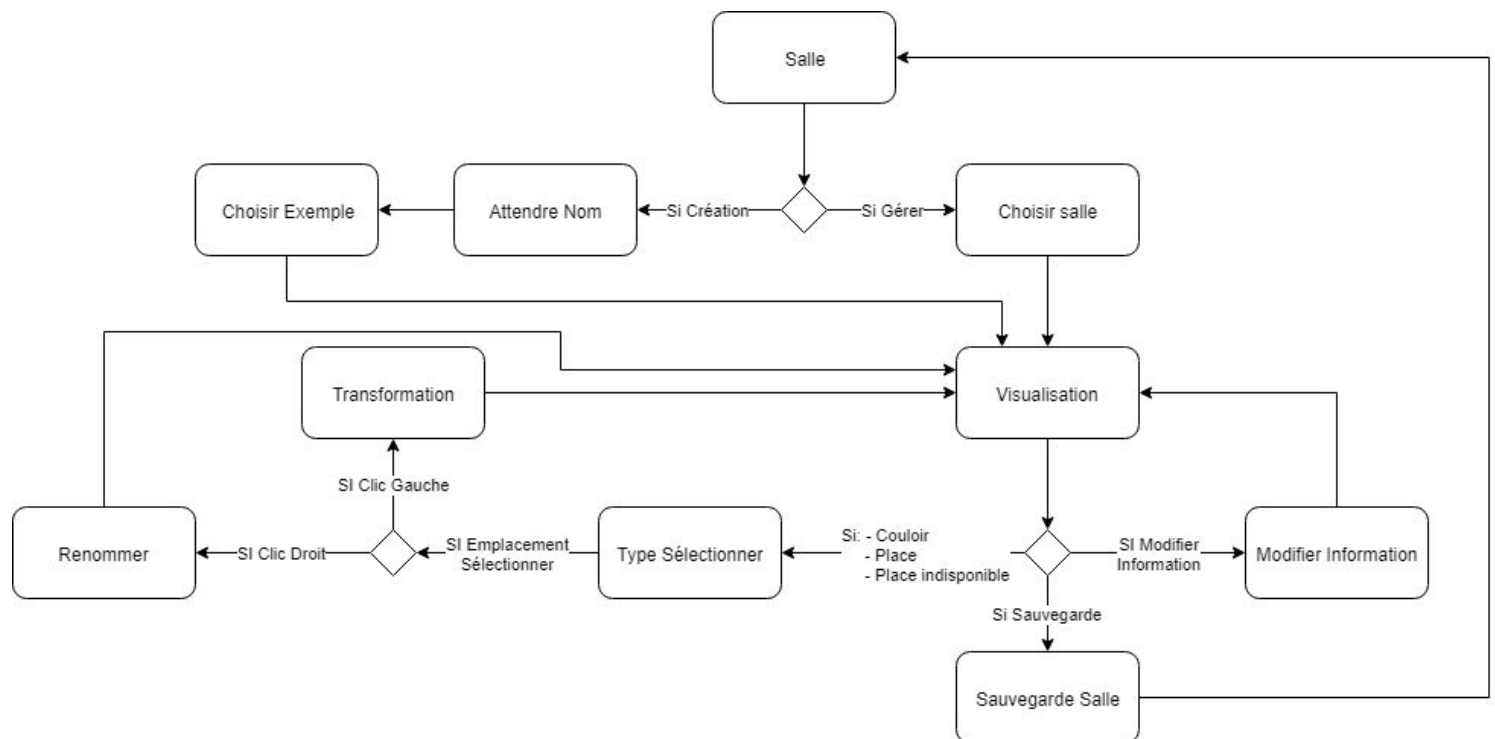 Salle
Choisir Exemple
Attendre Nom
Si Création
Si Gérer
Choisir salle
Transformation
Visualisation
SI Clic Gauche
Renommer
SI Clic Droit
SI Emplacement
Sélectionner
Type Sélectionner
Si: - Couloir
- Place
- Place indisponible
SI Modifier
Information
Modifier Information
Si Sauvegarde
Sauvegarde Salle